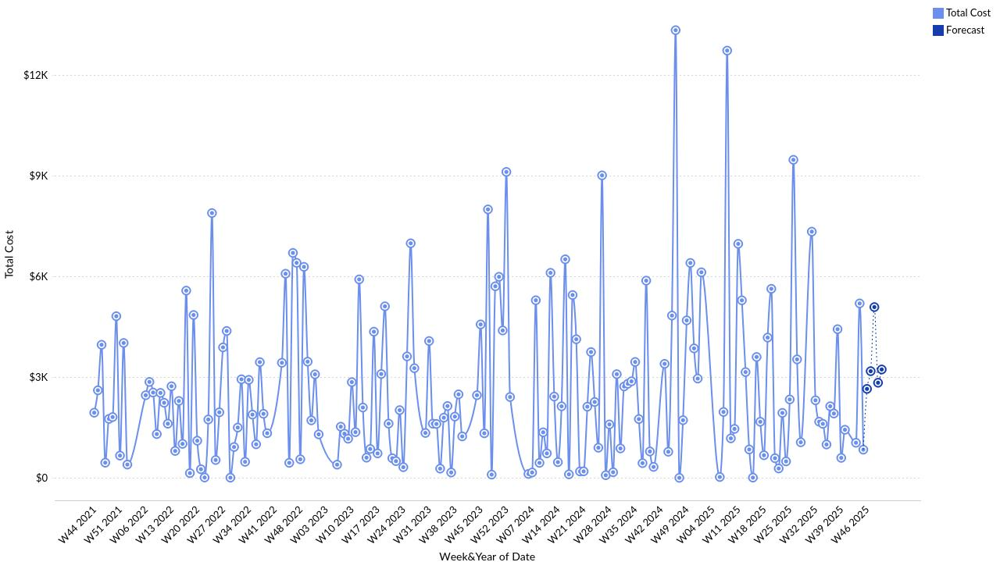 Total Cost
Forecast
Total Cost
$12K
$9K
$6K
$3K
$0
W44 2021
W51 2021
W06 2022
W13 2022
W20 2022
W27 2022
W34 2022
W41 2022
W48 2022
W03 2023
W10 2023
W17 2023
W24 2023
W31 2023
W38 2023
W45 2023
W52 2023
W07 2024
W14 2024
W21 2024
W28 2024
W35 2024
W42 2024
W49 2024
W04 2025
W11 2025
W18 2025
W25 2025
W32 2025
W39 2025
W46 2025
Week&Year of Date